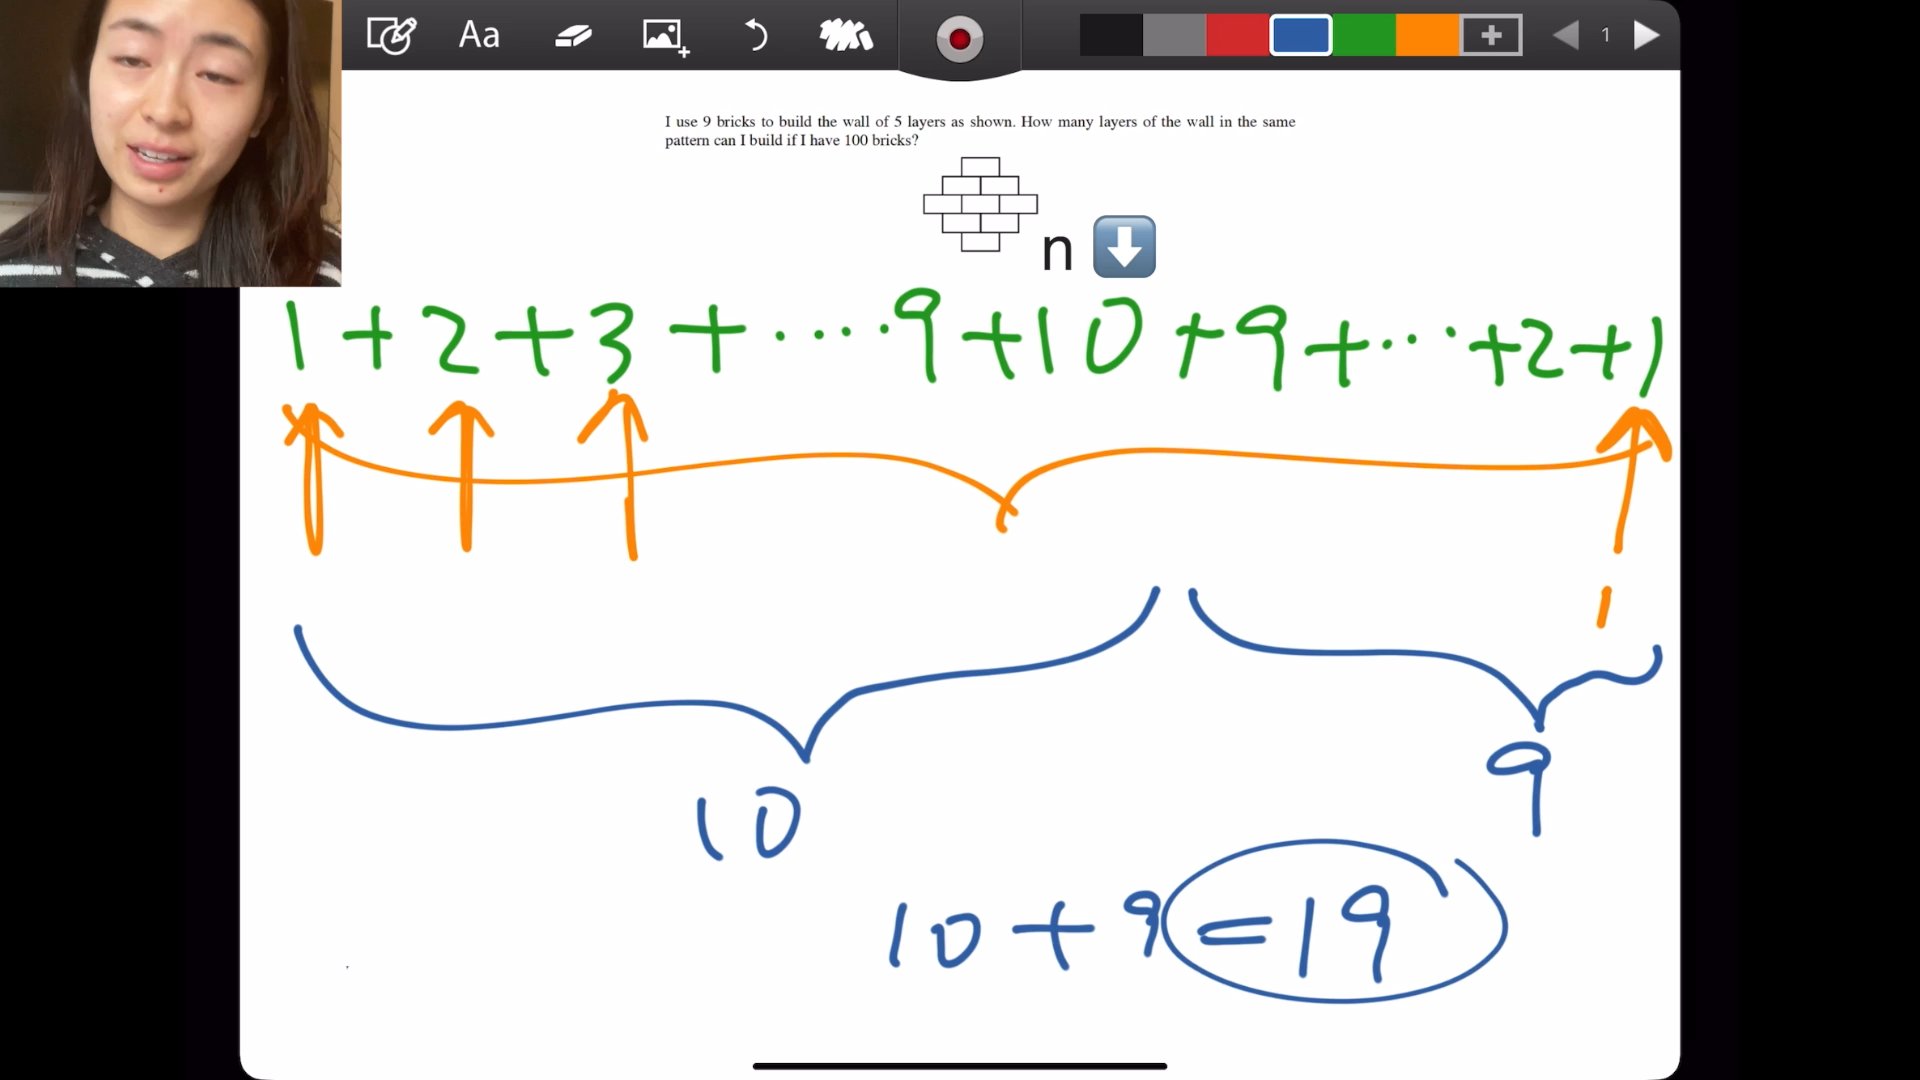 Aa
1
I use 9 bricks to build the wall of 5 layers as shown. How many layers of the wall in the same
pattern can I build if I have 100 bricks?
n
1 + 2 + 3 + ....9 + 10 + 9 + ... + 2 + 1
1
10
9
10 + 9 = 19